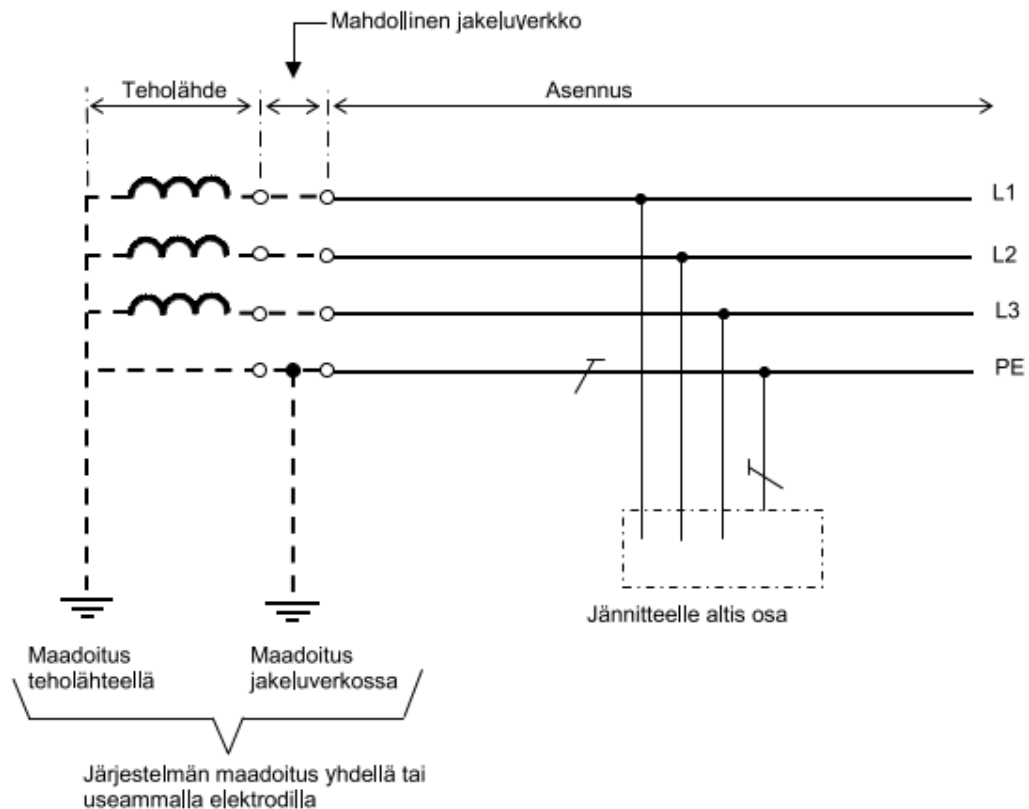 Mahdollinen jakeluverkko
Teholähde
Asennus
L1
L2
L3
PE
Jännitteelle altis osa
Maadoitus
teholähteellä
Maadoitus
jakeluverkossa
Järjestelmän maadoitus yhdellä tai
useammalla elektrodilla